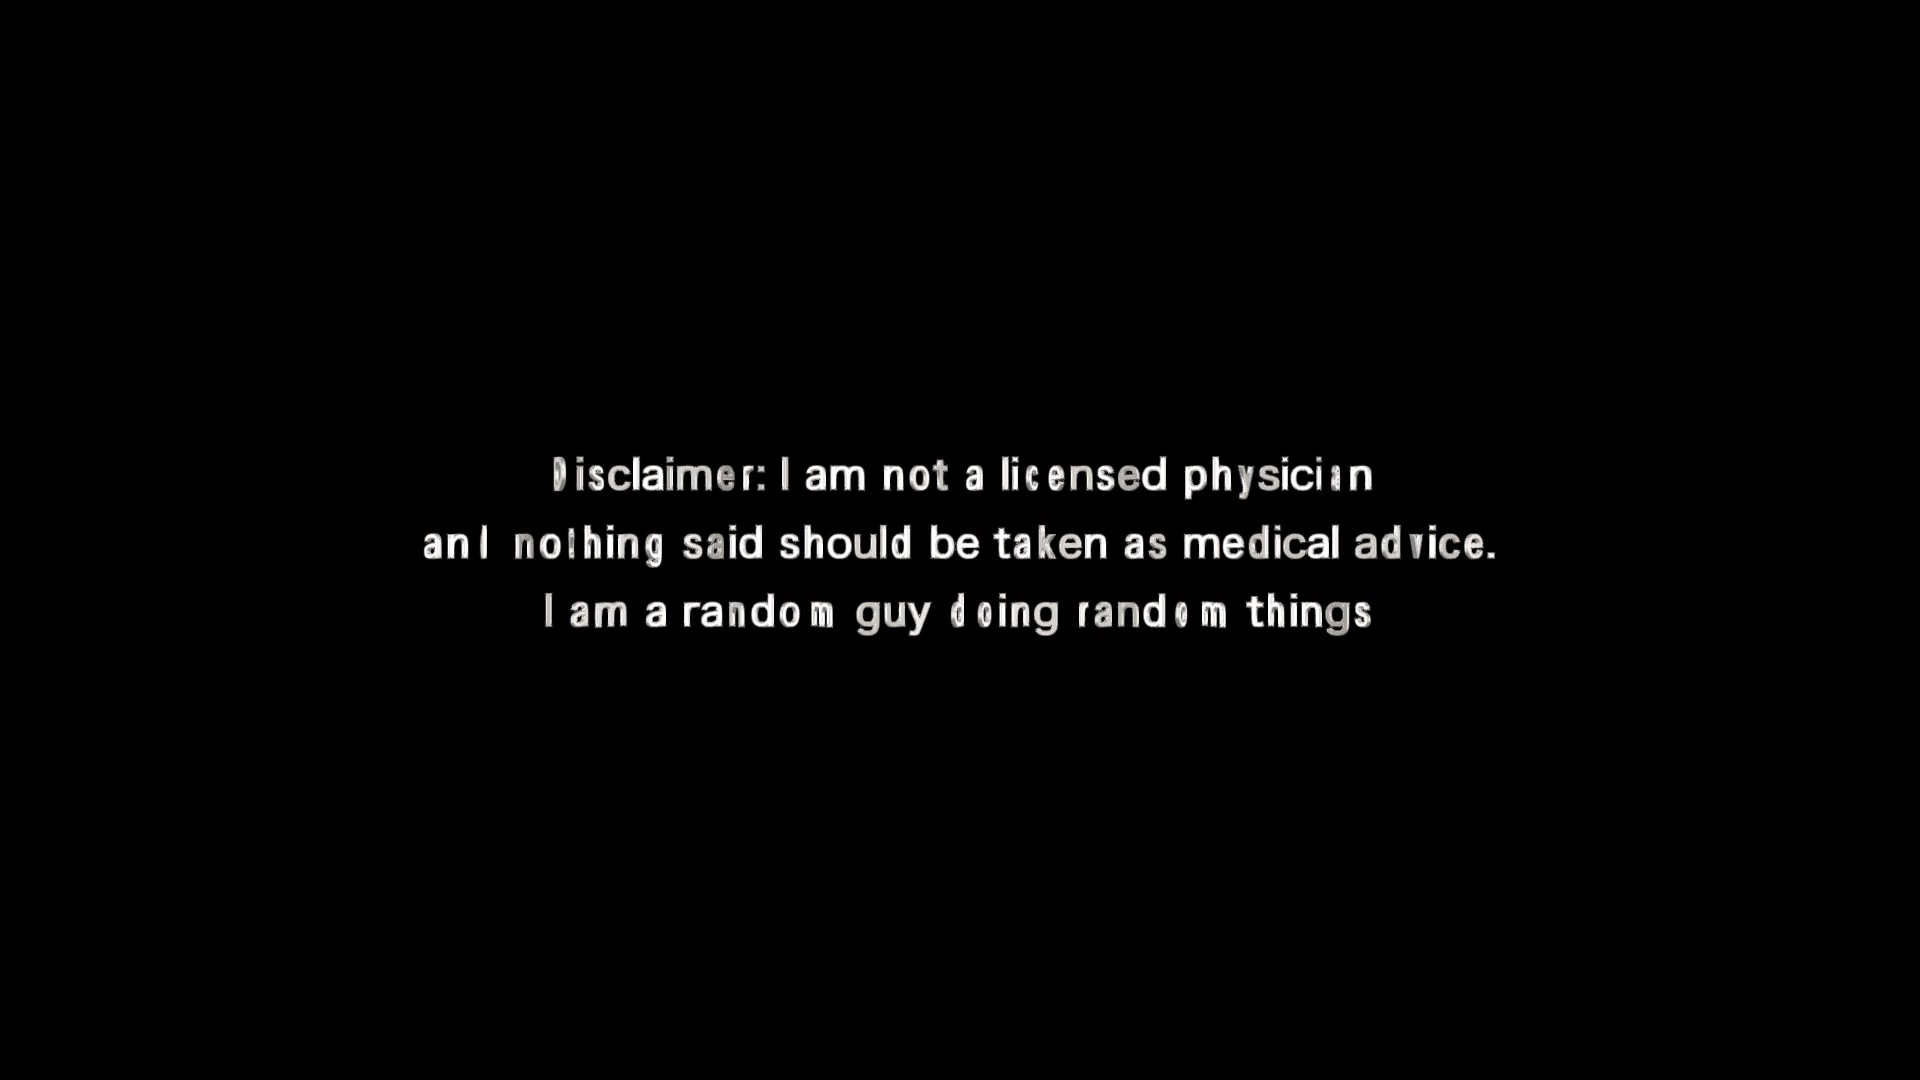 Disclaimer: I am not a licensed physician
and nothing said should be taken as medical advice.
I am a random guy doing random things